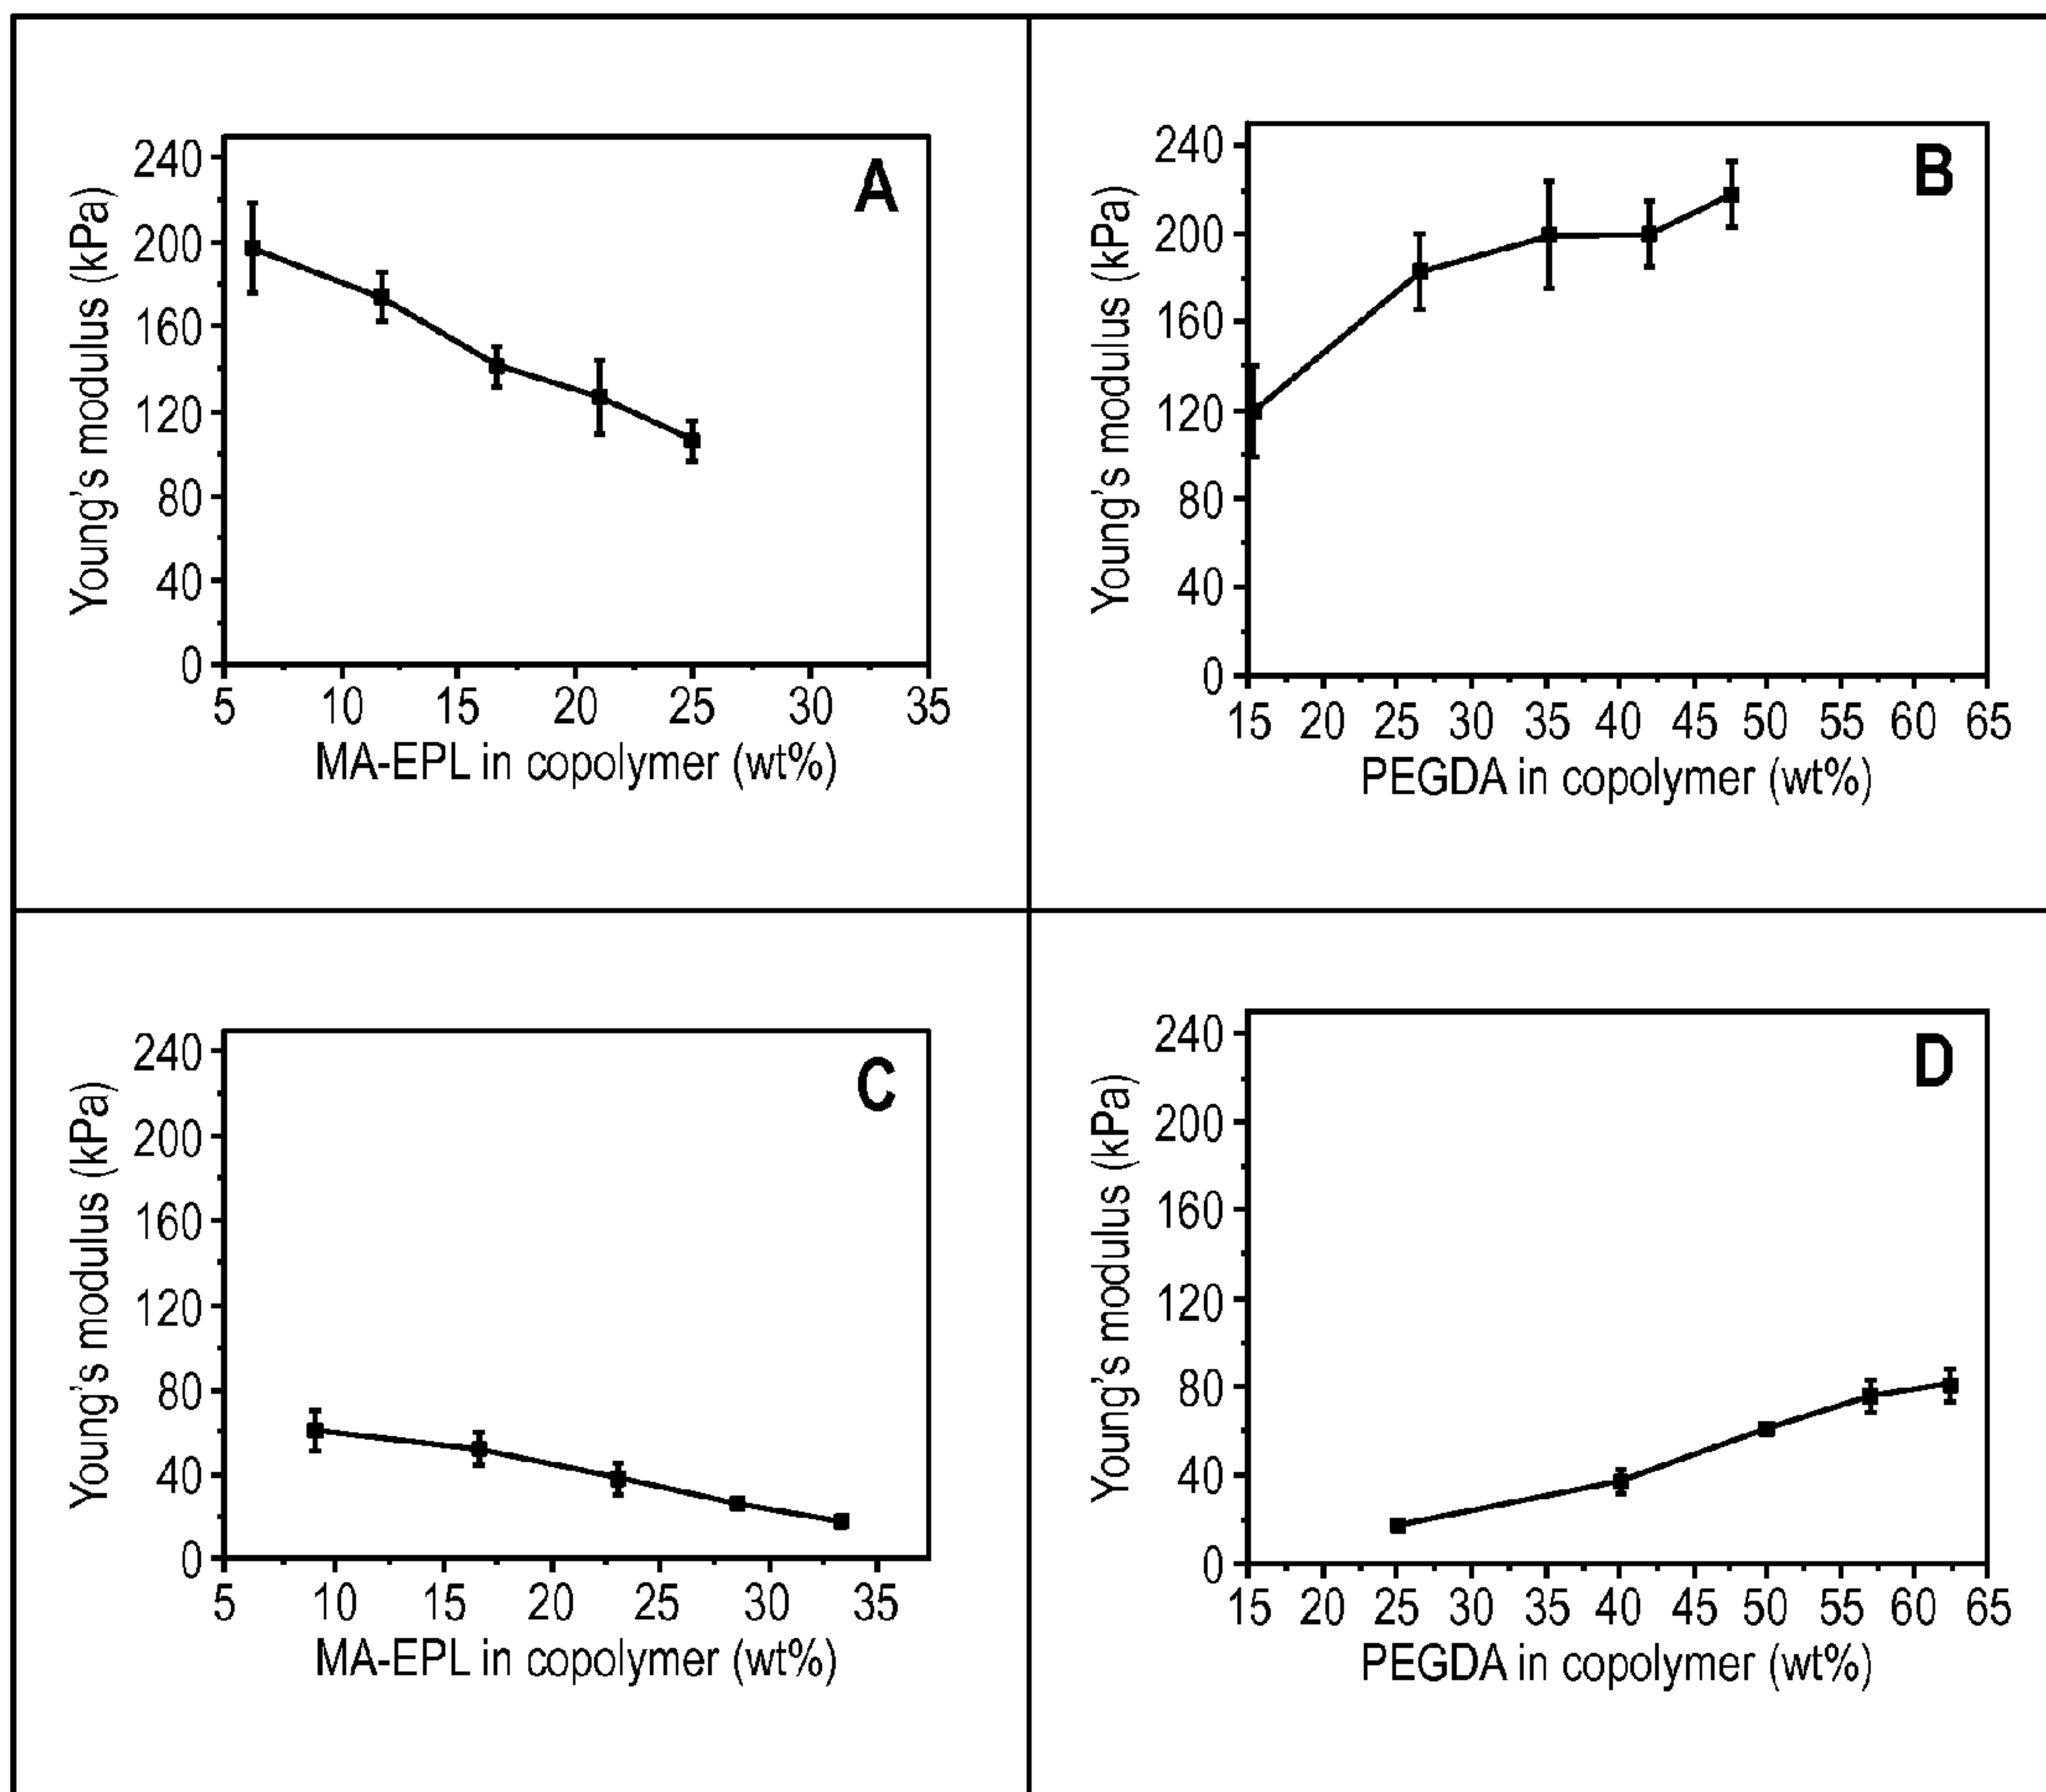 A
Young's modulus (kPa)
240
200
160
120
80
40
0
5 10 15 20 25 30 35
MA-EPL in copolymer (wt%)
B
Young's modulus (kPa)
240
200
160
120
80
40
0
15 20 25 30 35 40 45 50 55 60 65
PEGDA in copolymer (wt%)
C
Young's modulus (kPa)
240
200
160
120
80
40
0
5 10 15 20 25 30 35
MA-EPL in copolymer (wt%)
D
Young's modulus (kPa)
240
200
160
120
80
40
0
15 20 25 30 35 40 45 50 55 60 65
PEGDA in copolymer (wt%)